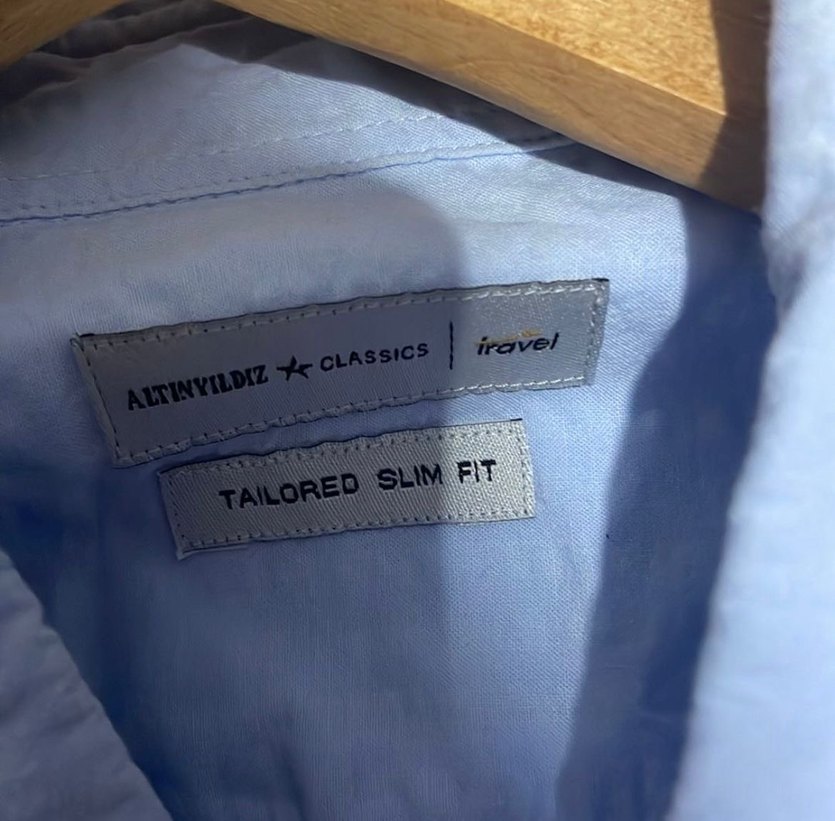 ALTINYILDIZ CLASSICS | travel
TAILORED SLIM FIT